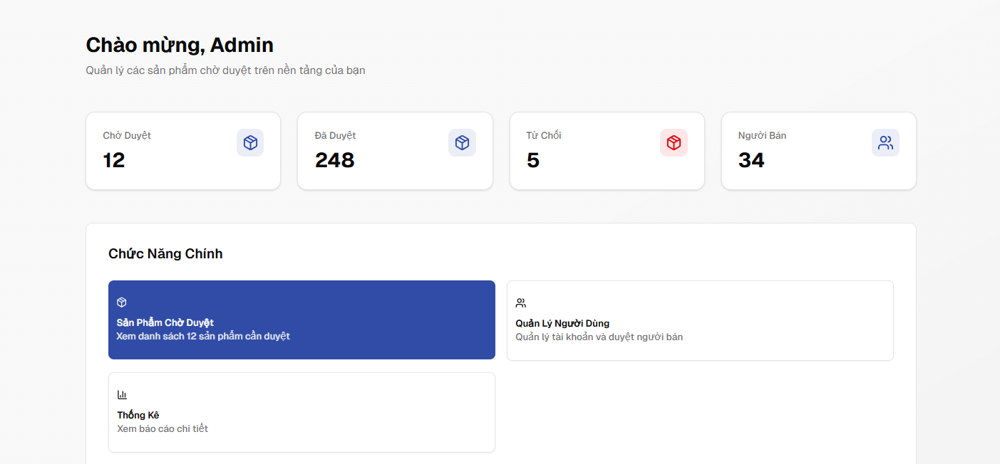 Chào mừng, Admin
Quản lý các sản phẩm chờ duyệt trên nền tảng của bạn
Chờ Duyệt
12
Đã Duyệt
248
Từ Chối
5
Người Bán
34
Chức Năng Chính
Sản Phẩm Chờ Duyệt
Xem danh sách 12 sản phẩm cần duyệt
Quản Lý Người Dùng
Quản lý tài khoản và duyệt người bán
Thống Kê
Xem báo cáo chi tiết